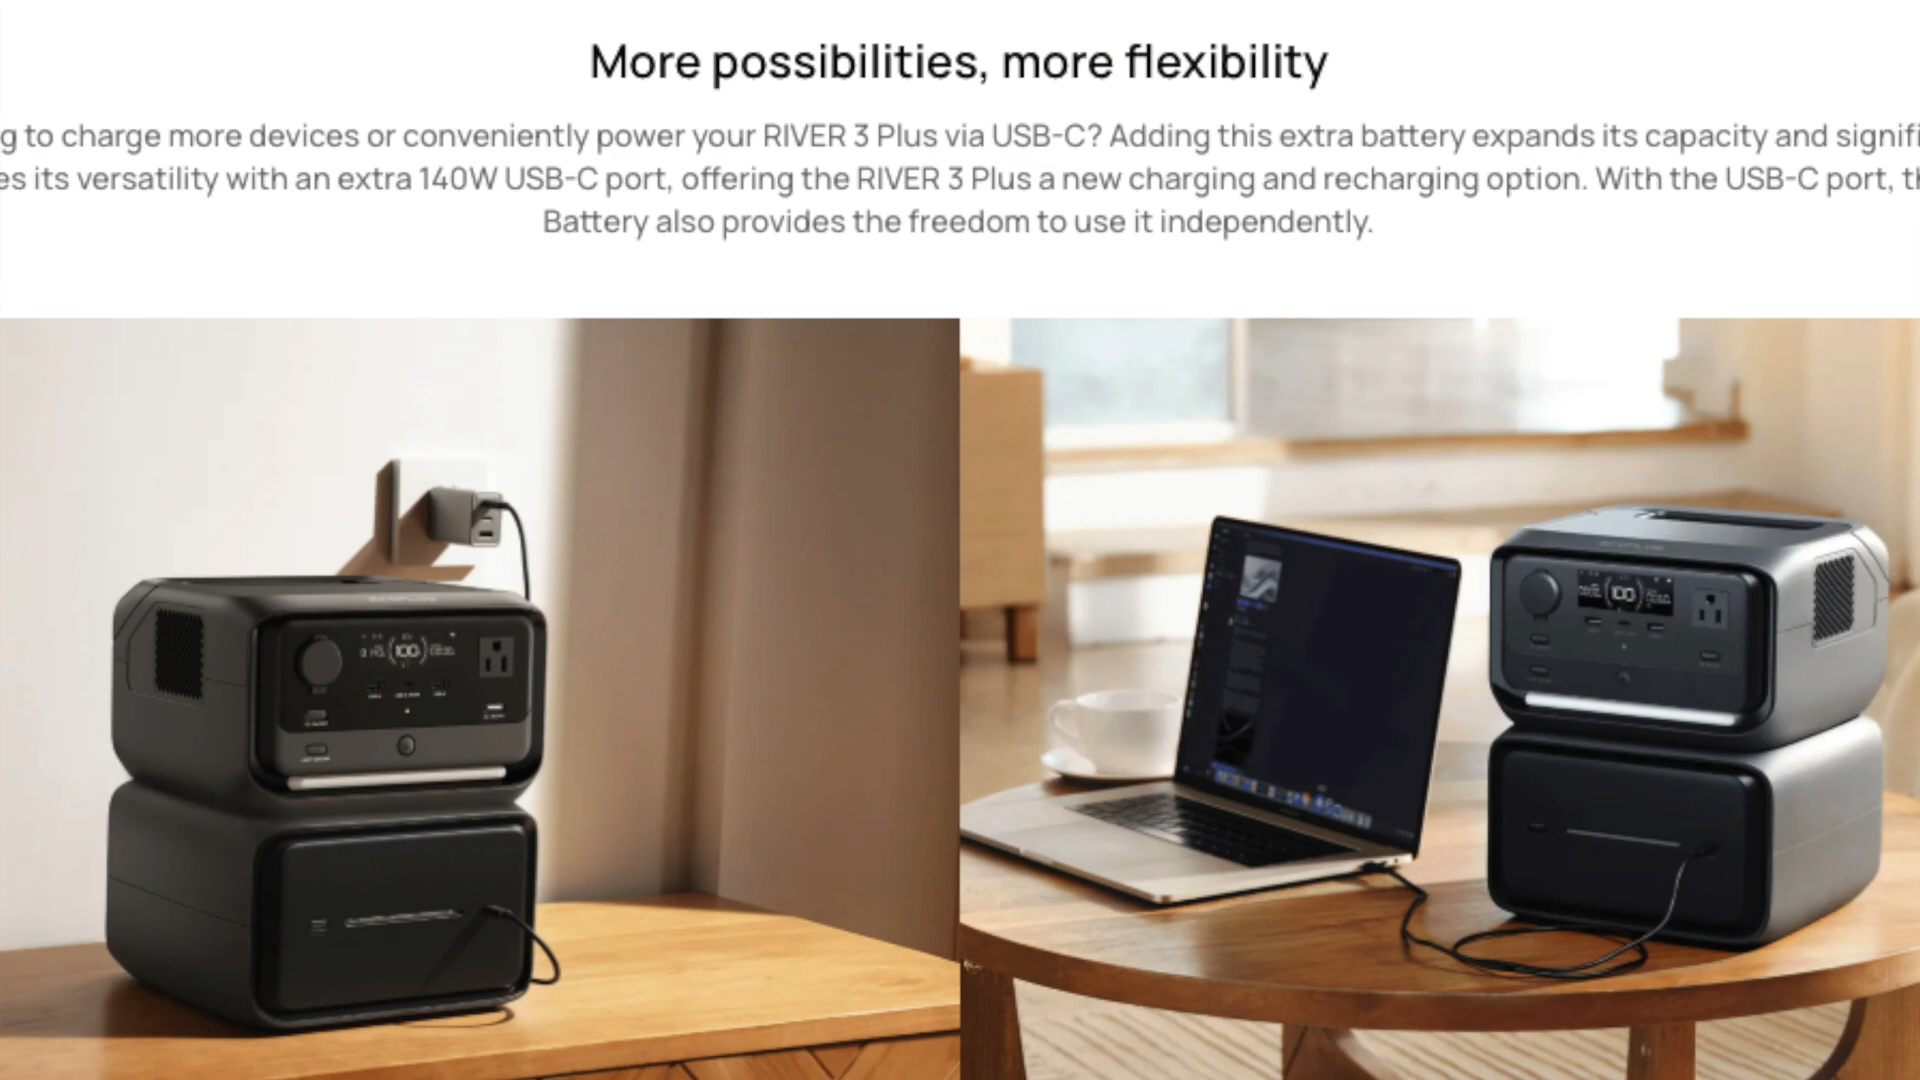 More possibilities, more flexibility
g to charge more devices or conveniently power your RIVER 3 Plus via USB-C? Adding this extra battery expands its capacity and signifi
es its versatility with an extra 140W USB-C port, offering the RIVER 3 Plus a new charging and recharging option. With the USB-C port, th
Battery also provides the freedom to use it independently.
100
100